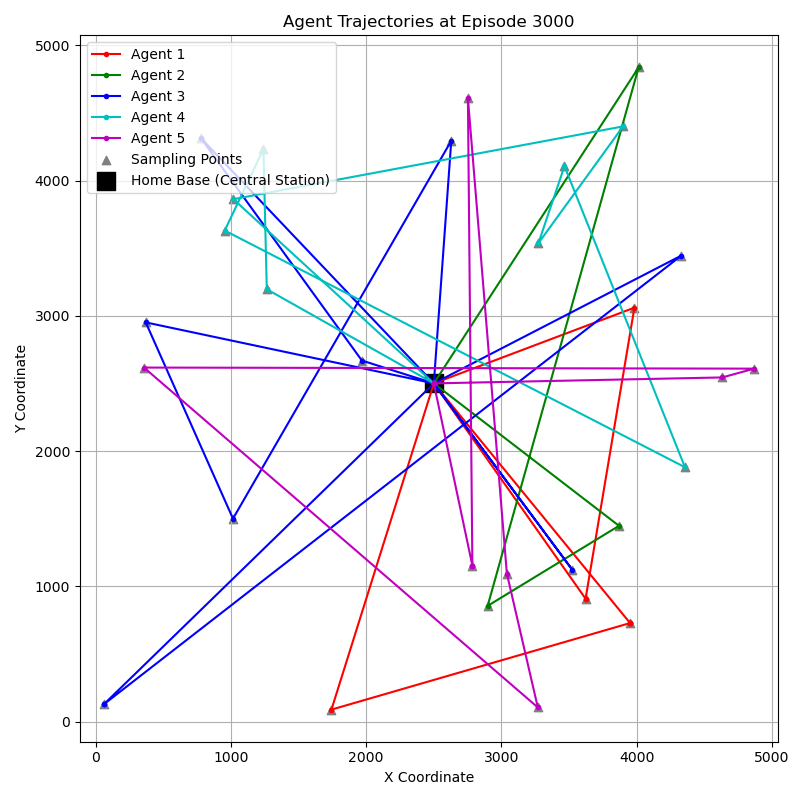 Agent Trajectories at Episode 3000
5000
4000
3000
2000
1000
0
Y Coordinate
Agent 1
Agent 2
Agent 3
Agent 4
Agent 5
Sampling Points
Home Base (Central Station)
0 1000 2000 3000 4000 5000
X Coordinate